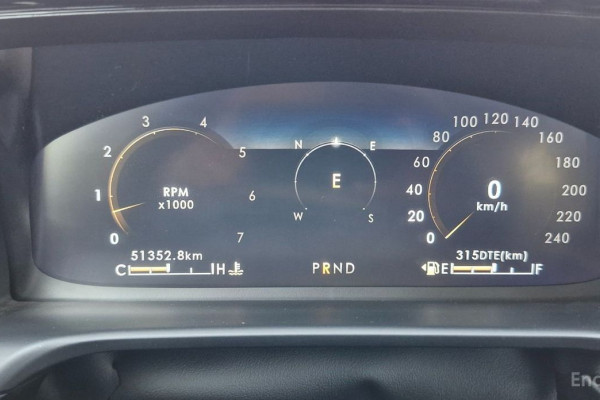 3 4
2 5
1 6
0 7
RPM
x1000
N E
E
W S
100 120 140
80 160
60 180
40 200
20 220
0 240
0
km/h
51352.8km
315DTE(km)
C H
PRND
E F
Enc